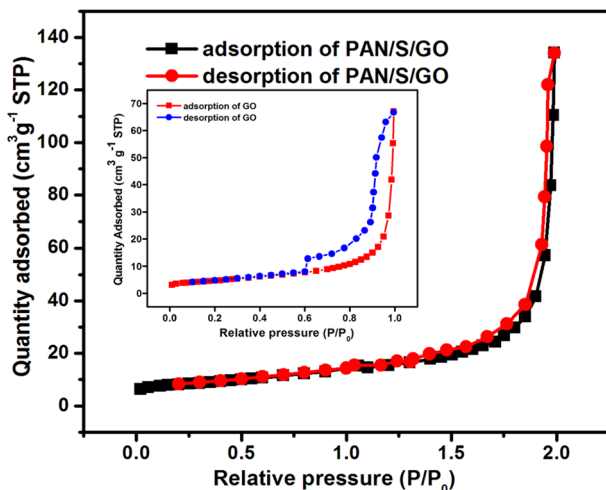 140
120
100
80
60
40
20
0
Quantity adsorbed (cm³g⁻¹ STP)
adsorption of PAN/S/GO
desorption of PAN/S/GO
70
60
50
40
30
20
10
0
Quantity Adsorbed (cm³ g⁻¹ STP)
adsorption of GO
desorption of GO
0.0 0.2 0.4 0.6 0.8 1.0
Relative pressure (P/P₀)
0.0 0.5 1.0 1.5 2.0
Relative pressure (P/P₀)